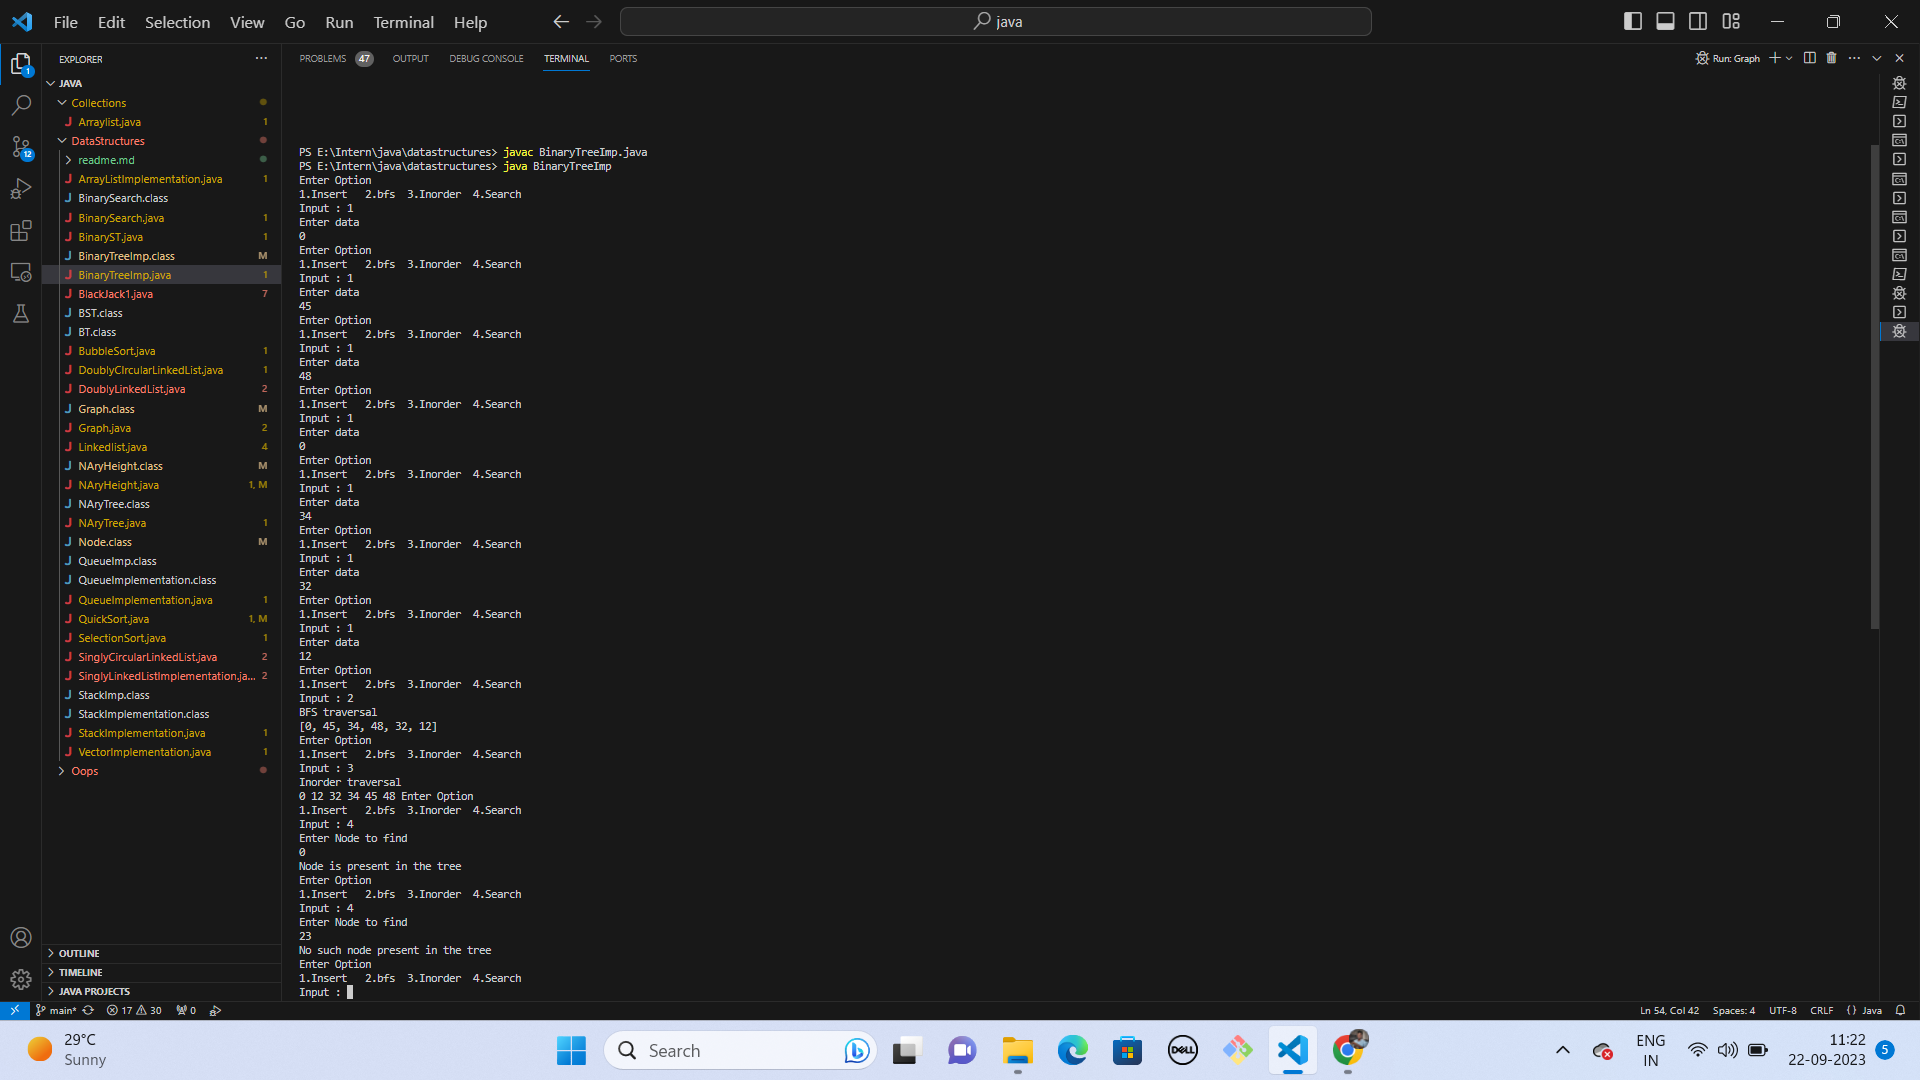 File Edit Selection View Go Run Terminal Help
java
EXPLORER
JAVA
Collections
Arraylist.java 1
DataStructures
readme.md
ArrayListImplementation.java 1
BinarySearch.class
BinarySearch.java 1
BinaryST.java 1
BinaryTreeImp.class M
BinaryTreeImp.java 1
BlackJack1.java 7
BST.class
BT.class
BubbleSort.java 1
DoublyCIrcularLinkedList.java 1
DoublyLinkedList.java 2
Graph.class M
Graph.java 2
Linkedlist.java 4
NAryHeight.class M
NAryHeight.java 1, M
NAryTree.class
NAryTree.java 1
Node.class M
QueueImp.class
QueueImplementation.class
QueueImplementation.java 1
QuickSort.java 1, M
SelectionSort.java 1
SinglyCircularLinkedList.java 2
SinglyLinkedListImplementation.ja... 2
StackImp.class
StackImplementation.class
StackImplementation.java 1
VectorImplementation.java 1
Oops
OUTLINE
TIMELINE
JAVA PROJECTS
1
12
PROBLEMS 47 OUTPUT DEBUG CONSOLE TERMINAL PORTS
Run: Graph
PS E:\Intern\java\datastructures> javac BinaryTreeImp.java
PS E:\Intern\java\datastructures> java BinaryTreeImp
Enter Option
1.Insert 2.bfs 3.Inorder 4.Search
Input : 1
Enter data
0
Enter Option
1.Insert 2.bfs 3.Inorder 4.Search
Input : 1
Enter data
45
Enter Option
1.Insert 2.bfs 3.Inorder 4.Search
Input : 1
Enter data
48
Enter Option
1.Insert 2.bfs 3.Inorder 4.Search
Input : 1
Enter data
0
Enter Option
1.Insert 2.bfs 3.Inorder 4.Search
Input : 1
Enter data
34
Enter Option
1.Insert 2.bfs 3.Inorder 4.Search
Input : 1
Enter data
32
Enter Option
1.Insert 2.bfs 3.Inorder 4.Search
Input : 1
Enter data
12
Enter Option
1.Insert 2.bfs 3.Inorder 4.Search
Input : 2
BFS traversal
[0, 45, 34, 48, 32, 12]
Enter Option
1.Insert 2.bfs 3.Inorder 4.Search
Input : 3
Inorder traversal
0 12 32 34 45 48 Enter Option
1.Insert 2.bfs 3.Inorder 4.Search
Input : 4
Enter Node to find
0
Node is present in the tree
Enter Option
1.Insert 2.bfs 3.Inorder 4.Search
Input : 4
Enter Node to find
23
No such node present in the tree
Enter Option
1.Insert 2.bfs 3.Inorder 4.Search
Input :
main* 17 30 0
Ln 54, Col 42 Spaces: 4 UTF-8 CRLF {} Java
29°C
Sunny
Search
DELL
ENG
IN
11:22
22-09-2023
5